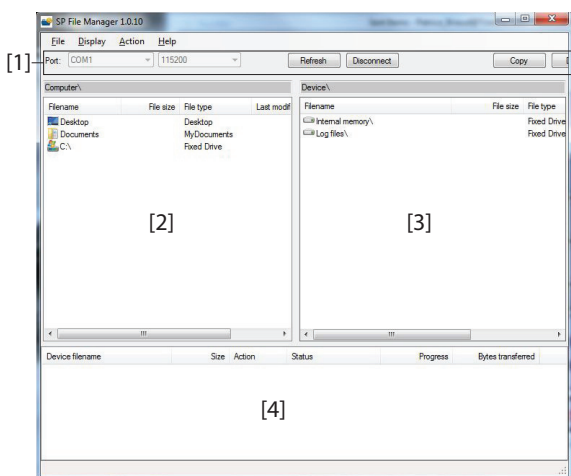 SP File Manager 1.0.10
File Display Action Help
[1]
Port: COM1 115200 Refresh Disconnect Copy
Computer\ Device\
Filename File size File type Last modif Filename File size File type
Desktop Desktop Internal memory\ Fixed Drive
Documents MyDocuments Log files\ Fixed Drive
C:\ Fixed Drive
[2] [3]
Device filename Size Action Status Progress Bytes transferred
[4]